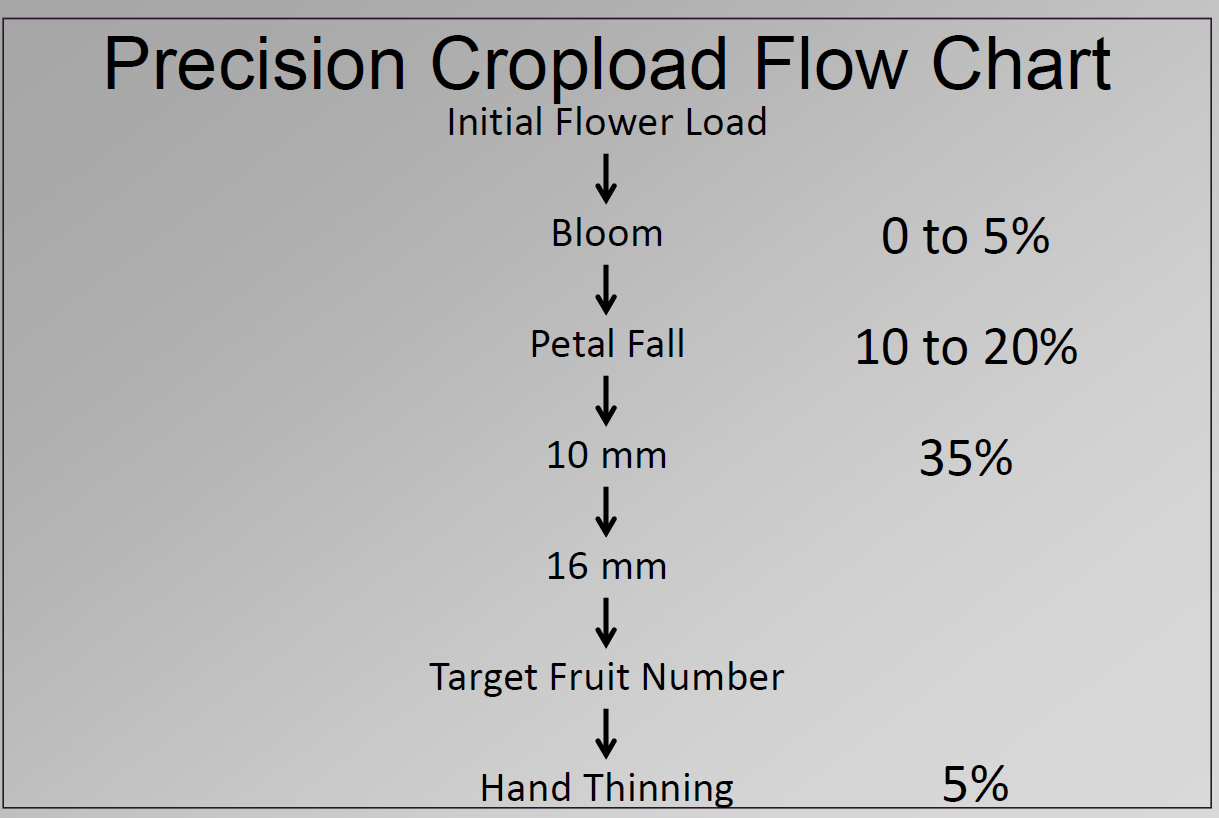 Precision Cropload Flow Chart
Initial Flower Load
Bloom 0 to 5%
Petal Fall 10 to 20%
10 mm 35%
16 mm
Target Fruit Number
Hand Thinning 5%